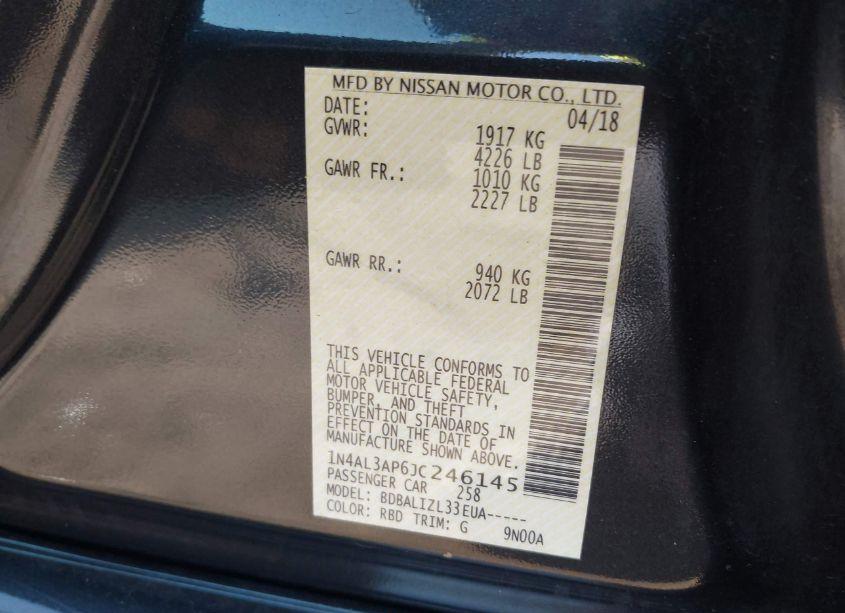 MFD BY NISSAN MOTOR CO., LTD.
DATE: 04/18
GVWR: 1917 KG
4226 LB
GAWR FR.: 1010 KG
2227 LB
GAWR RR.: 940 KG
2072 LB
THIS VEHICLE CONFORMS TO
ALL APPLICABLE FEDERAL
MOTOR VEHICLE SAFETY,
BUMPER, AND THEFT
PREVENTION STANDARDS IN
EFFECT ON THE DATE OF
MANUFACTURE SHOWN ABOVE.
1N4AL3AP6JC246145
PASSENGER CAR 258
MODEL: BDBALIZL33EUA-----
COLOR: RBD TRIM: G 9N00A